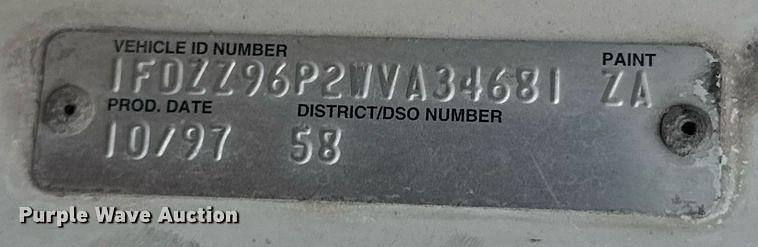 VEHICLE ID NUMBER
1FDZZ96P2WVA34681
PAINT
ZA
PROD. DATE
10/97
DISTRICT/DSO NUMBER
58
Purple Wave Auction